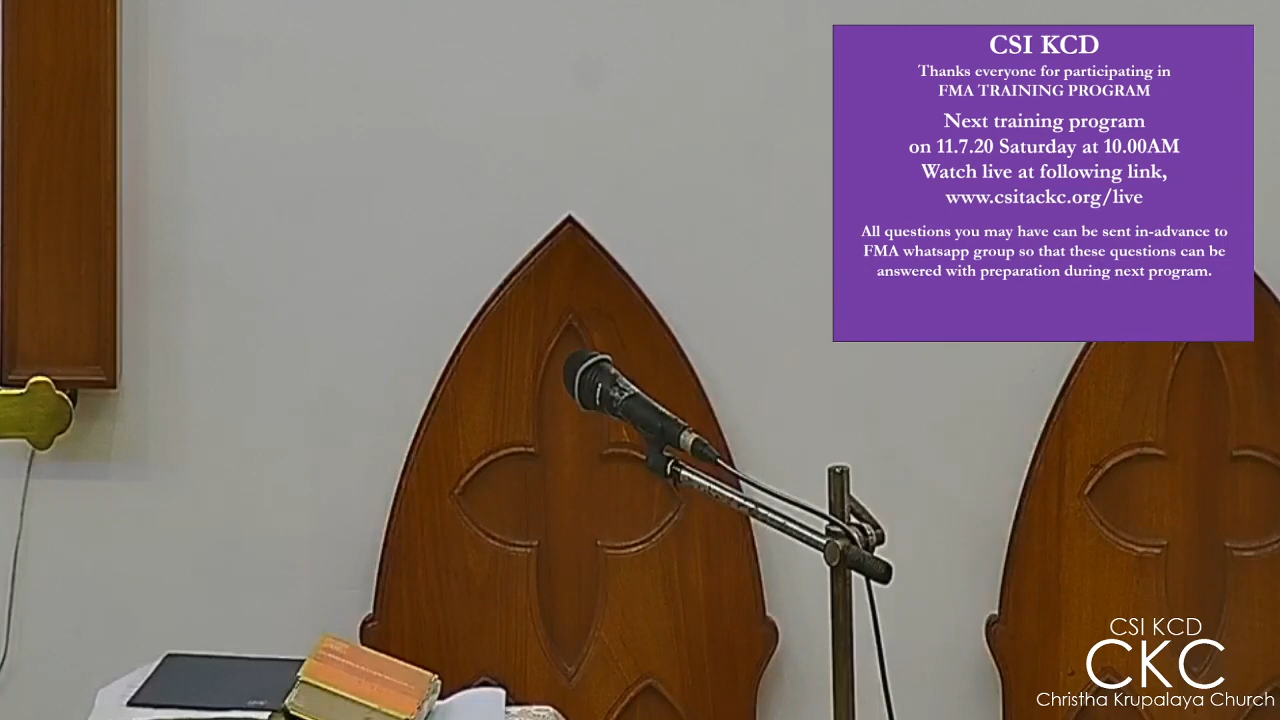 CSI KCD
Thanks everyone for participating in
FMA TRAINING PROGRAM
Next training program
on 11.7.20 Saturday at 10.00AM
Watch live at following link,
www.csitackc.org/live
All questions you may have can be sent in-advance to
FMA whatsapp group so that these questions can be
answered with preparation during next program.
CSI KCD
CKC
Christha Krupalaya Church